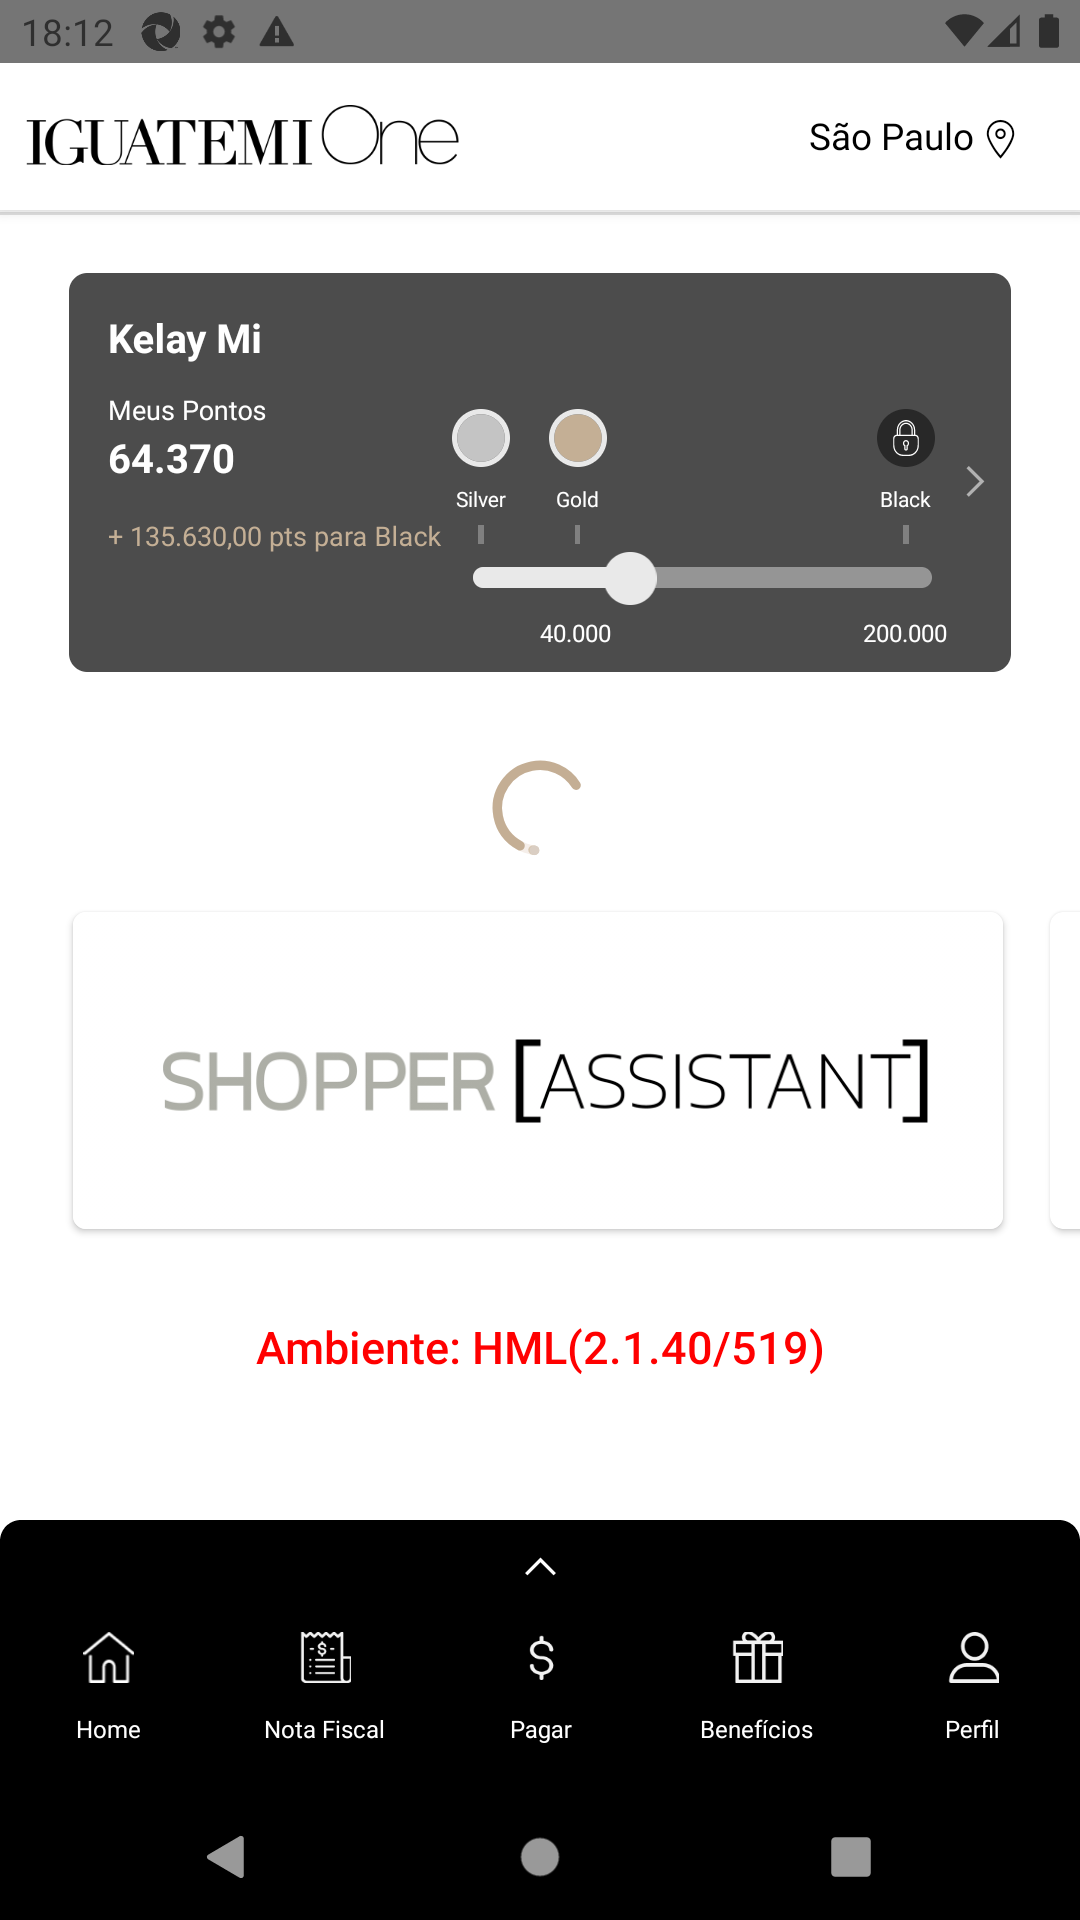 18:12
IGUATEMI One
São Paulo
Kelay Mi
Meus Pontos
64.370
Silver
Gold
Black
+ 135.630,00 pts para Black
40.000
200.000
SHOPPER [ASSISTANT]
Ambiente: HML(2.1.40/519)
Home
Nota Fiscal
Pagar
Benefícios
Perfil